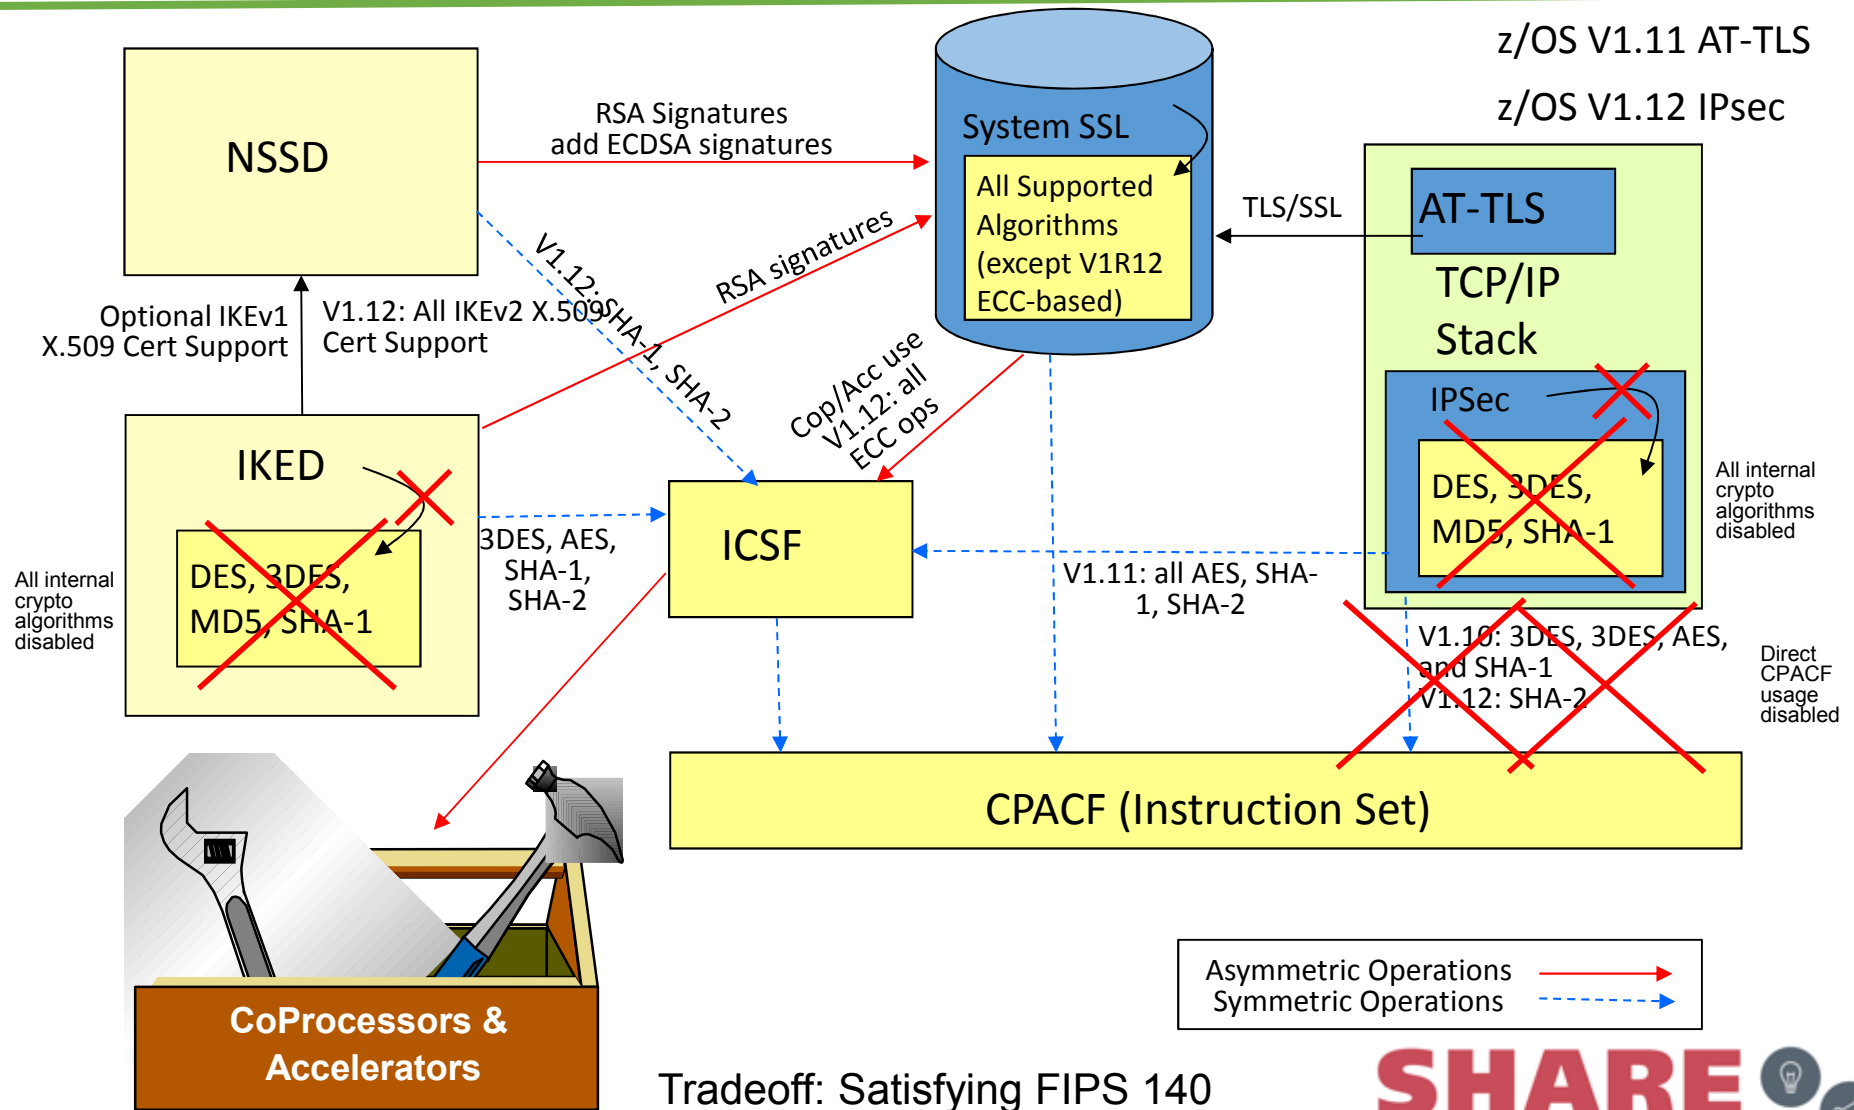 z/OS V1.11 AT-TLS
z/OS V1.12 IPsec
NSSD
RSA Signatures
add ECDSA signatures
System SSL
All Supported
Algorithms
(except V1R12
ECC-based)
TLS/SSL
AT-TLS
TCP/IP
Stack
RSA signatures
V1.12: SHA-1, SHA-2
Optional IKEv1
X.509 Cert Support
V1.12: All IKEv2 X.509
Cert Support
Cop/Acc use
V1.12: all
ECC ops
IPSec
DES, 3DES,
MD5, SHA-1
All internal
crypto
algorithms
disabled
IKED
DES, 3DES,
MD5, SHA-1
All internal
crypto
algorithms
disabled
3DES, AES,
SHA-1,
SHA-2
ICSF
V1.11: all AES, SHA-
1, SHA-2
V1.10: 3DES, 3DES, AES,
and SHA-1
V1.12: SHA-2
Direct
CPACF
usage
disabled
CPACF (Instruction Set)
CoProcessors &
Accelerators
Asymmetric Operations
Symmetric Operations
Tradeoff: Satisfying FIPS 140
SHARE